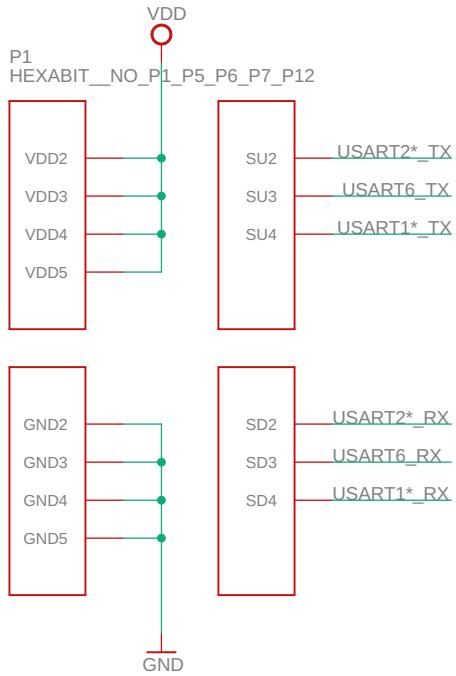 VDD
P1
HEXABIT__NO_P1_P5_P6_P7_P12
VDD2
VDD3
VDD4
VDD5
SU2 USART2*_TX
SU3 USART6_TX
SU4 USART1*_TX
GND2
GND3
GND4
GND5
SD2 USART2*_RX
SD3 USART6_RX
SD4 USART1*_RX
GND